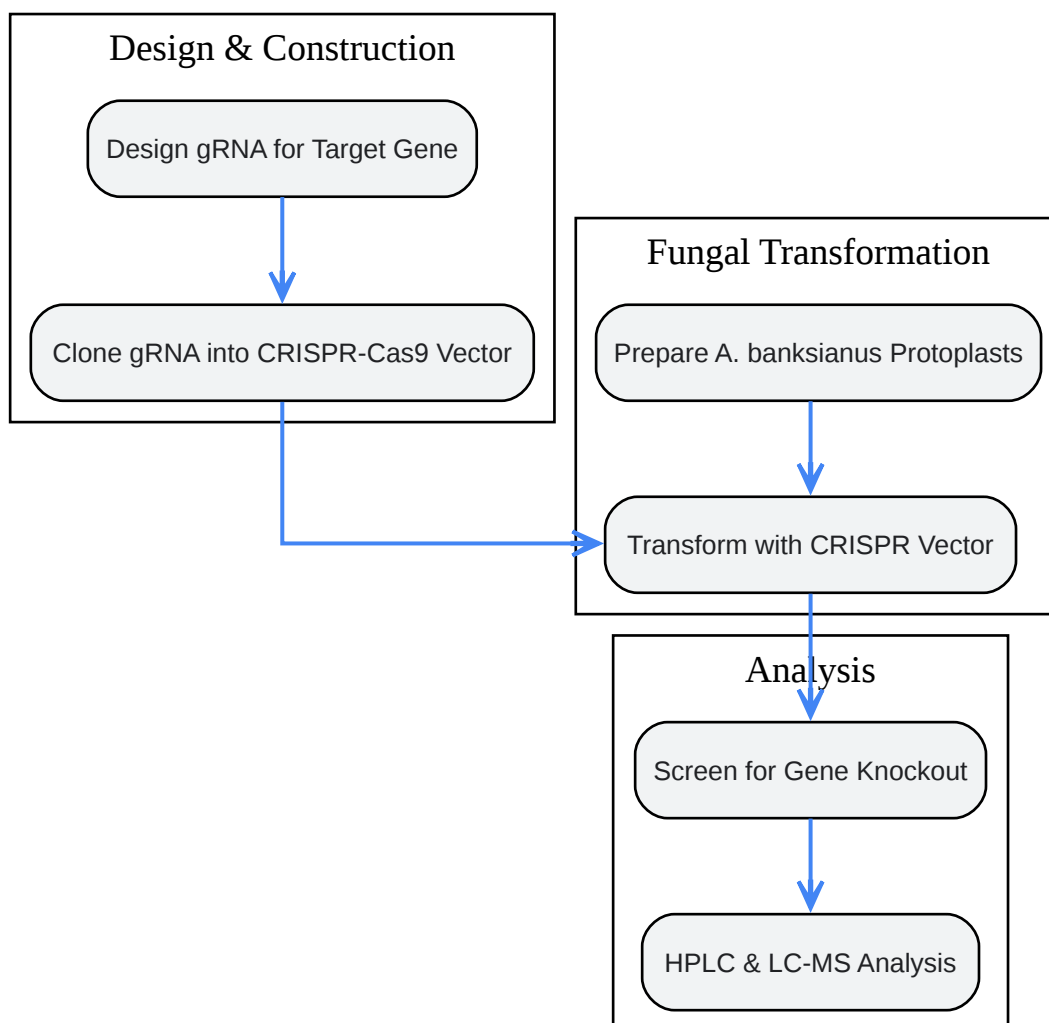 Design & Construction
Design gRNA for Target Gene
Clone gRNA into CRISPR-Cas9 Vector
Fungal Transformation
Prepare A. banksianus Protoplasts
Transform with CRISPR Vector
Analysis
Screen for Gene Knockout
HPLC & LC-MS Analysis